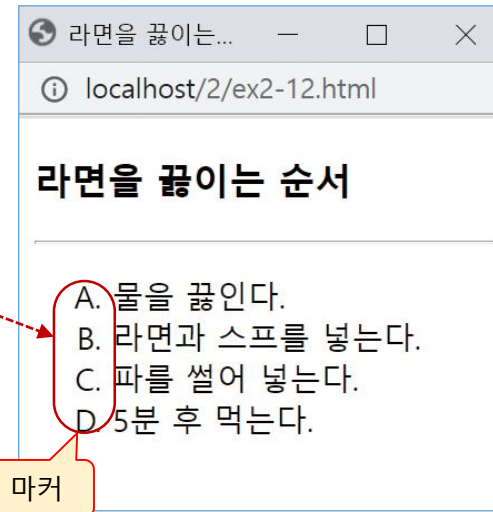 라면을 끓이는...
localhost/2/ex2-12.html
라면을 끓이는 순서
A. 물을 끓인다.
B. 라면과 스프를 넣는다.
C. 파를 썰어 넣는다.
D. 5분 후 먹는다.
마커